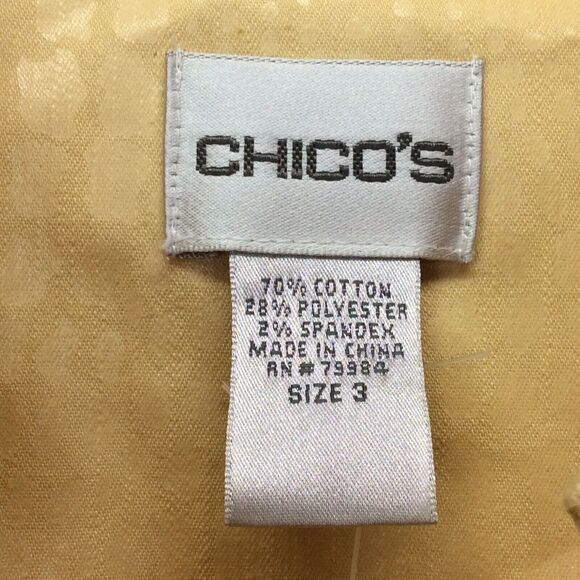 CHICO'S
70% COTTON
28% POLYESTER
2% SPANDEX
MADE IN CHINA
RN # 79984
SIZE 3